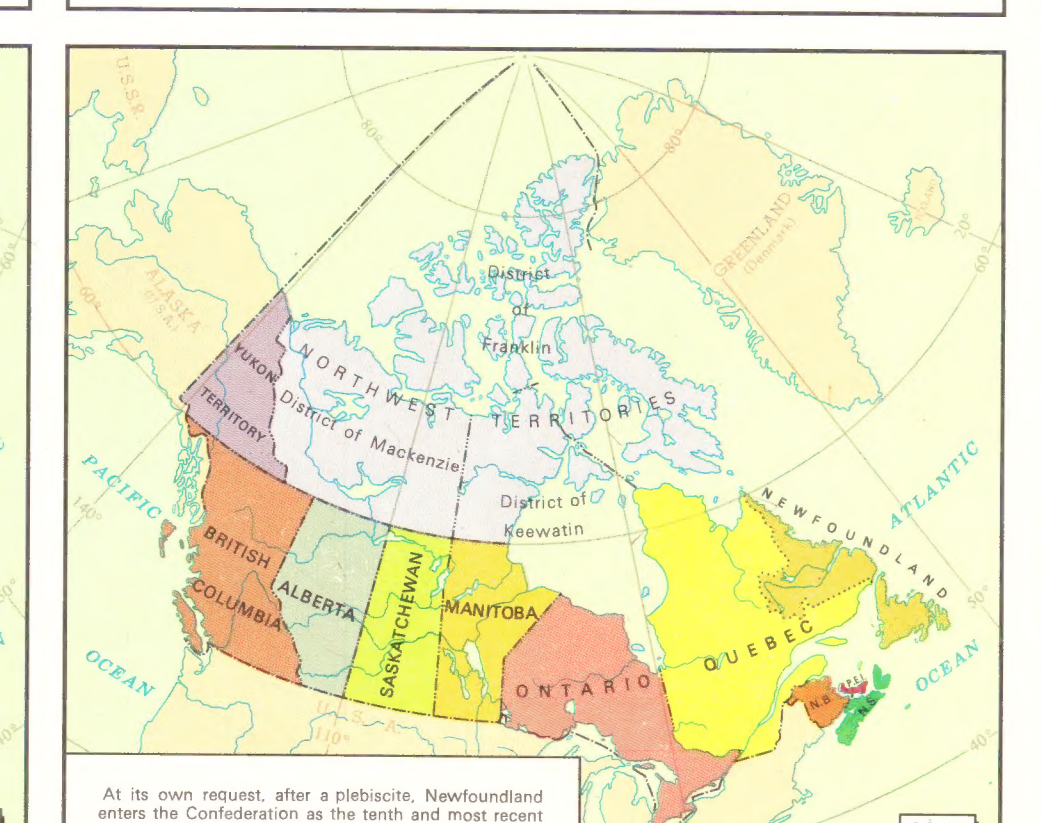 U.S.S.R.
80°
80°
GREENLAND
(Denmark)
20°
60°
60°
60°
ALASKA
District
of
Franklin
YUKON
TERRITORY
NORTHWEST TERRITORIES
District of Mackenzie
District of
Keewatin
PACIFIC
OCEAN
140°
BRITISH
COLUMBIA
ALBERTA
SASKATCHEWAN
MANITOBA
ONTARIO
QUEBEC
NEWFOUNDLAND
ATLANTIC
OCEAN
50°
N.B.
P.E.I.
N.S.
40°
U. S. A.
110°
At its own request, after a plebiscite, Newfoundland
enters the Confederation as the tenth and most recent